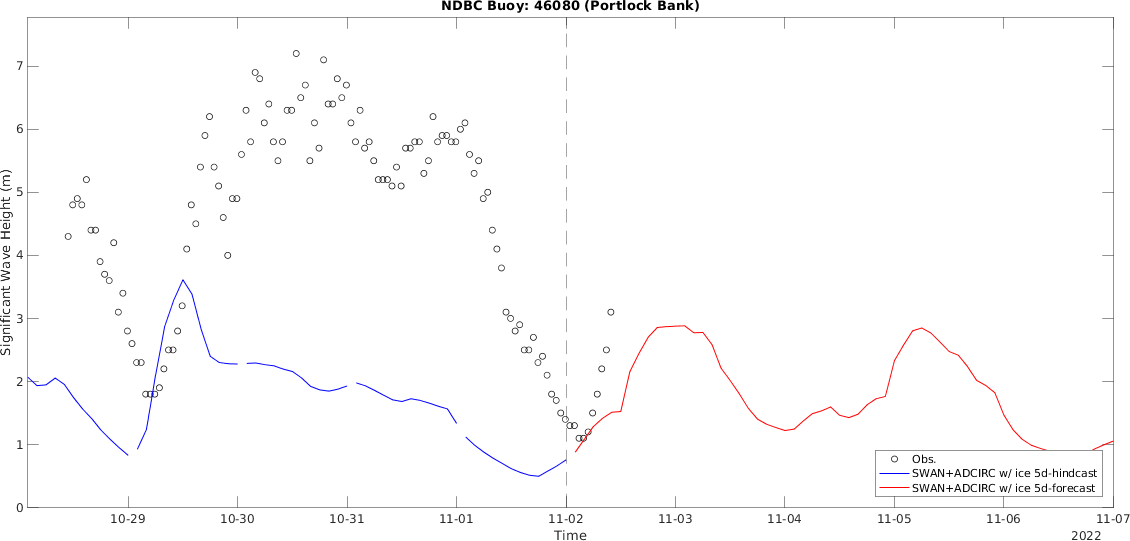 NDBC Buoy: 46080 (Portlock Bank)
Significant Wave Height (m)
7
6
5
4
3
2
1
0
Obs.
SWAN+ADCIRC w/ ice 5d-hindcast
SWAN+ADCIRC w/ ice 5d-forecast
10-29 10-30 10-31 11-01 11-02 11-03 11-04 11-05 11-06 11-07
Time
2022